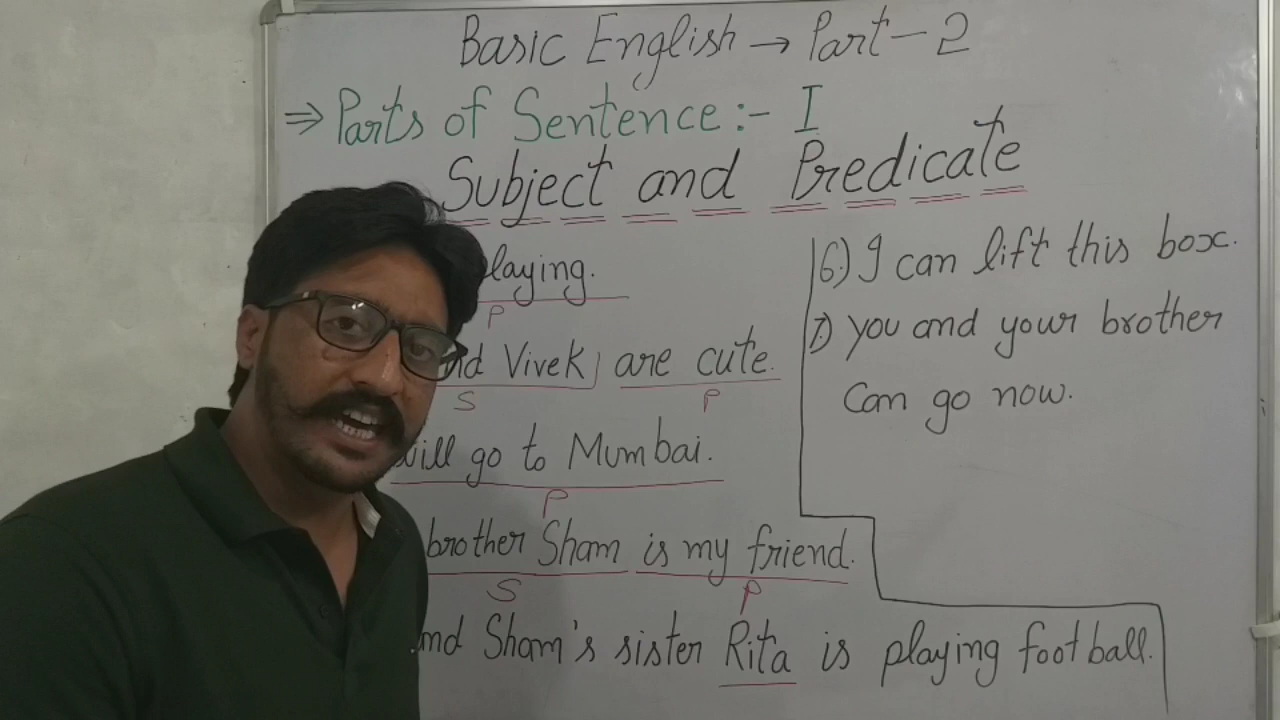 Basic English → Part-2
⇒ Parts of Sentence:- I
Subject and Predicate
laying.
P
nd Vivek are cute.
S P
will go to Mumbai.
P
brother Sham is my friend.
S P
and Sham's sister Rita is playing football.
6) I can lift this box.
7) you and your brother
Can go now.